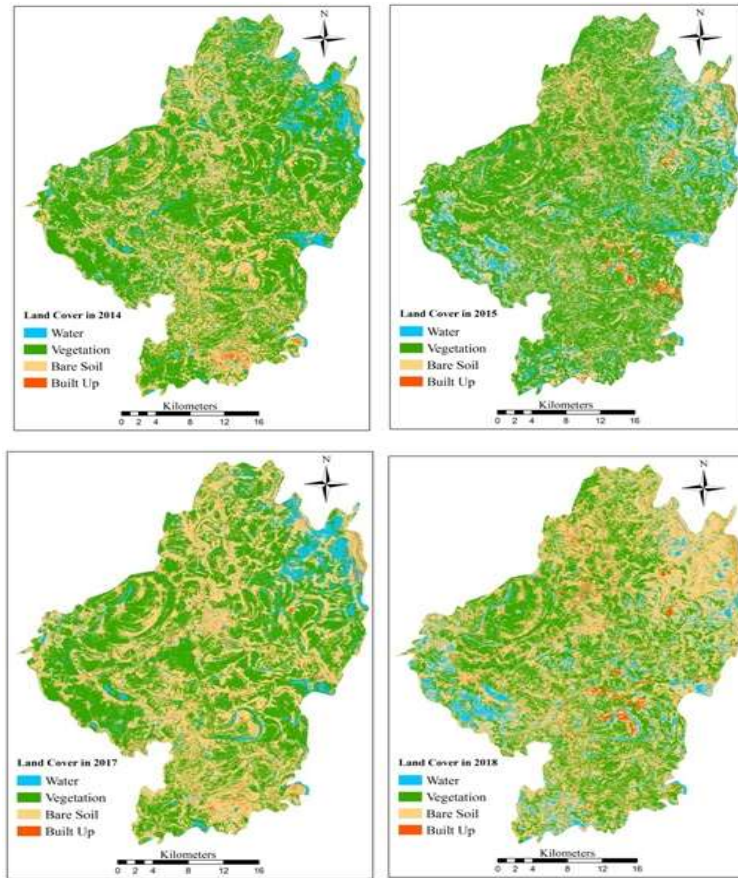 N
Land Cover in 2014
Water
Vegetation
Bare Soil
Built Up
Kilometers
0 2 4 8 12 16
N
Land Cover in 2015
Water
Vegetation
Bare Soil
Built Up
Kilometers
0 2 4 8 12 16
N
Land Cover in 2017
Water
Vegetation
Bare Soil
Built Up
Kilometers
0 2 4 8 12 16
N
Land Cover in 2018
Water
Vegetation
Bare Soil
Built Up
Kilometers
0 2 4 8 12 16